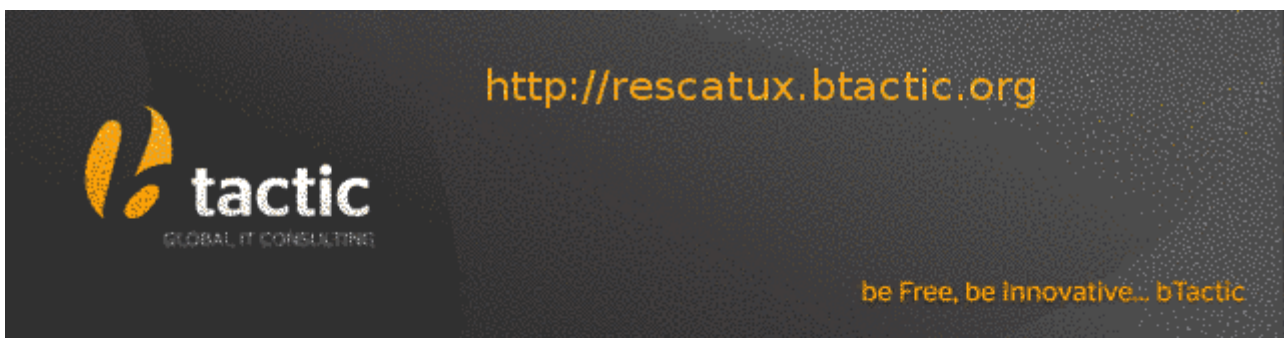 http://rescatux.btactic.org
tactic
GLOBAL IT CONSULTING
be Free, be Innovative... bTactic